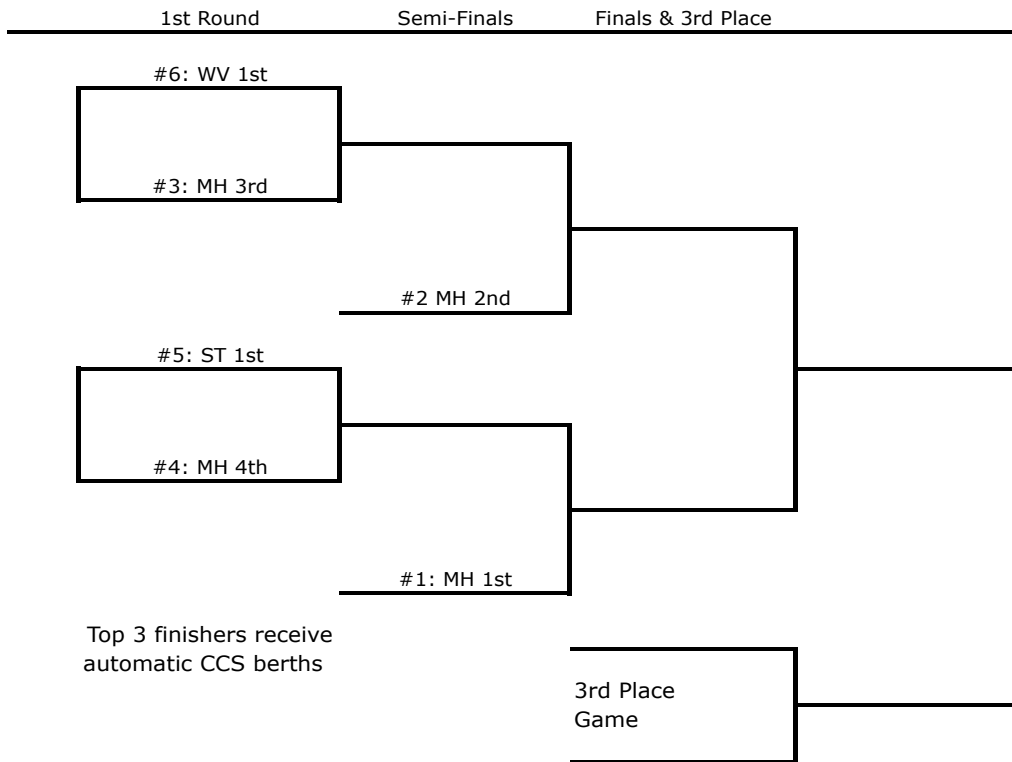 1st Round Semi-Finals Finals & 3rd Place
#6: WV 1st
#3: MH 3rd
#2 MH 2nd
#5: ST 1st
#4: MH 4th
#1: MH 1st
Top 3 finishers receive
automatic CCS berths
3rd Place
Game